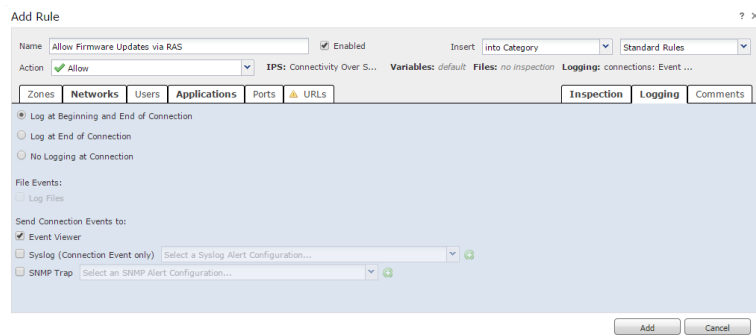 Add Rule ? ×
Name Allow Firmware Updates via RAS Enabled Insert into Category Standard Rules
Action Allow IPS: Connectivity Over S... Variables: default Files: no inspection Logging: connections: Event ...
Zones Networks Users Applications Ports URLs Inspection Logging Comments
Log at Beginning and End of Connection
Log at End of Connection
No Logging at Connection
File Events:
Log Files
Send Connection Events to:
Event Viewer
Syslog (Connection Event only) Select a Syslog Alert Configuration...
SNMP Trap Select an SNMP Alert Configuration...
Add Cancel